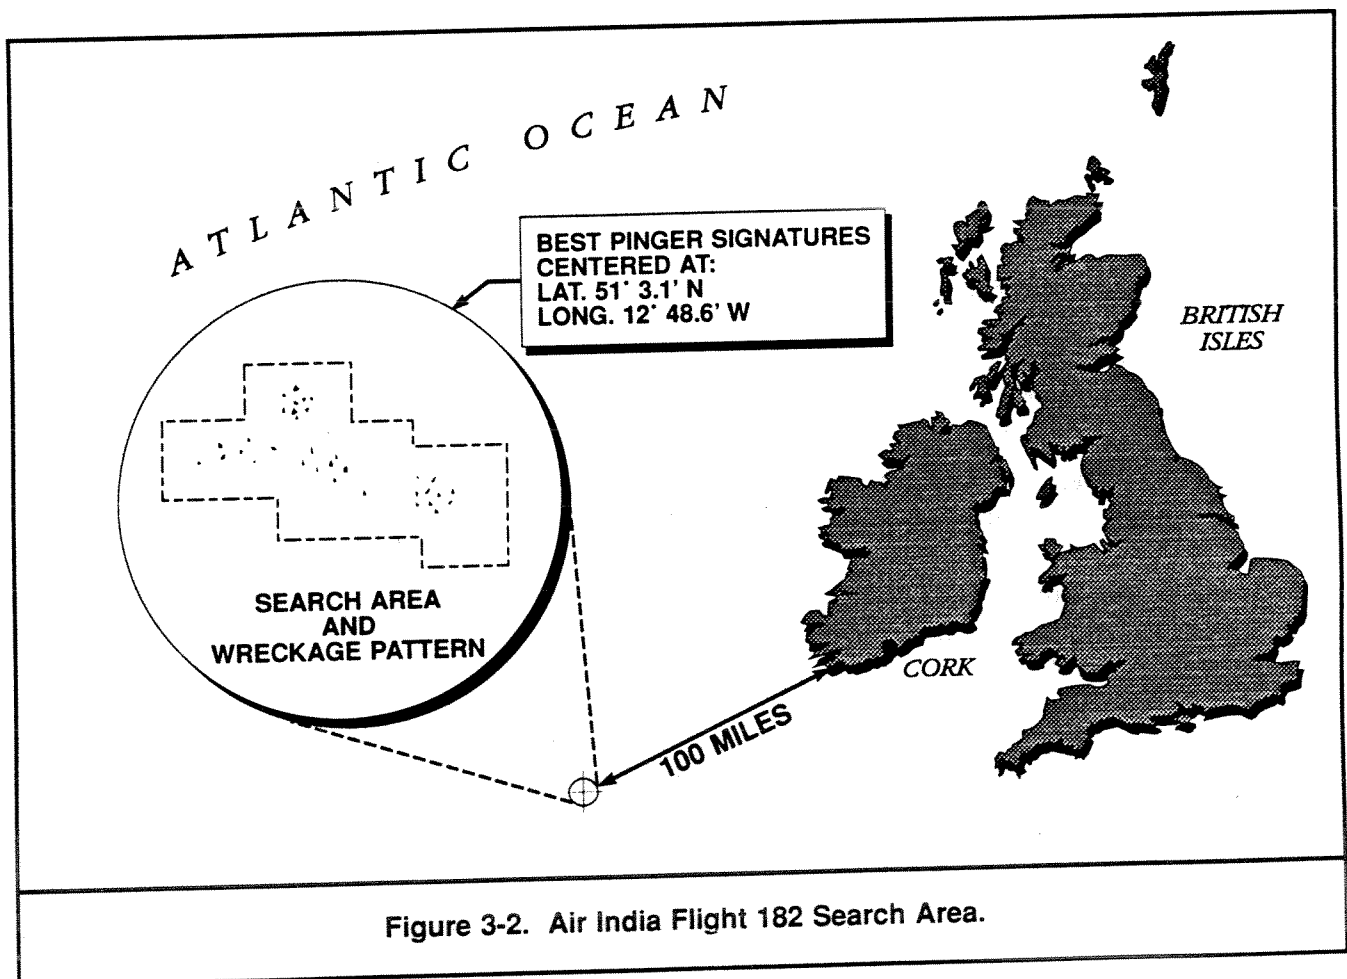 ATLANTIC OCEAN
BEST PINGER SIGNATURES
CENTERED AT:
LAT. 51° 3.1' N
LONG. 12° 48.6' W
BRITISH
ISLES
SEARCH AREA
AND
WRECKAGE PATTERN
CORK
100 MILES
Figure 3-2. Air India Flight 182 Search Area.